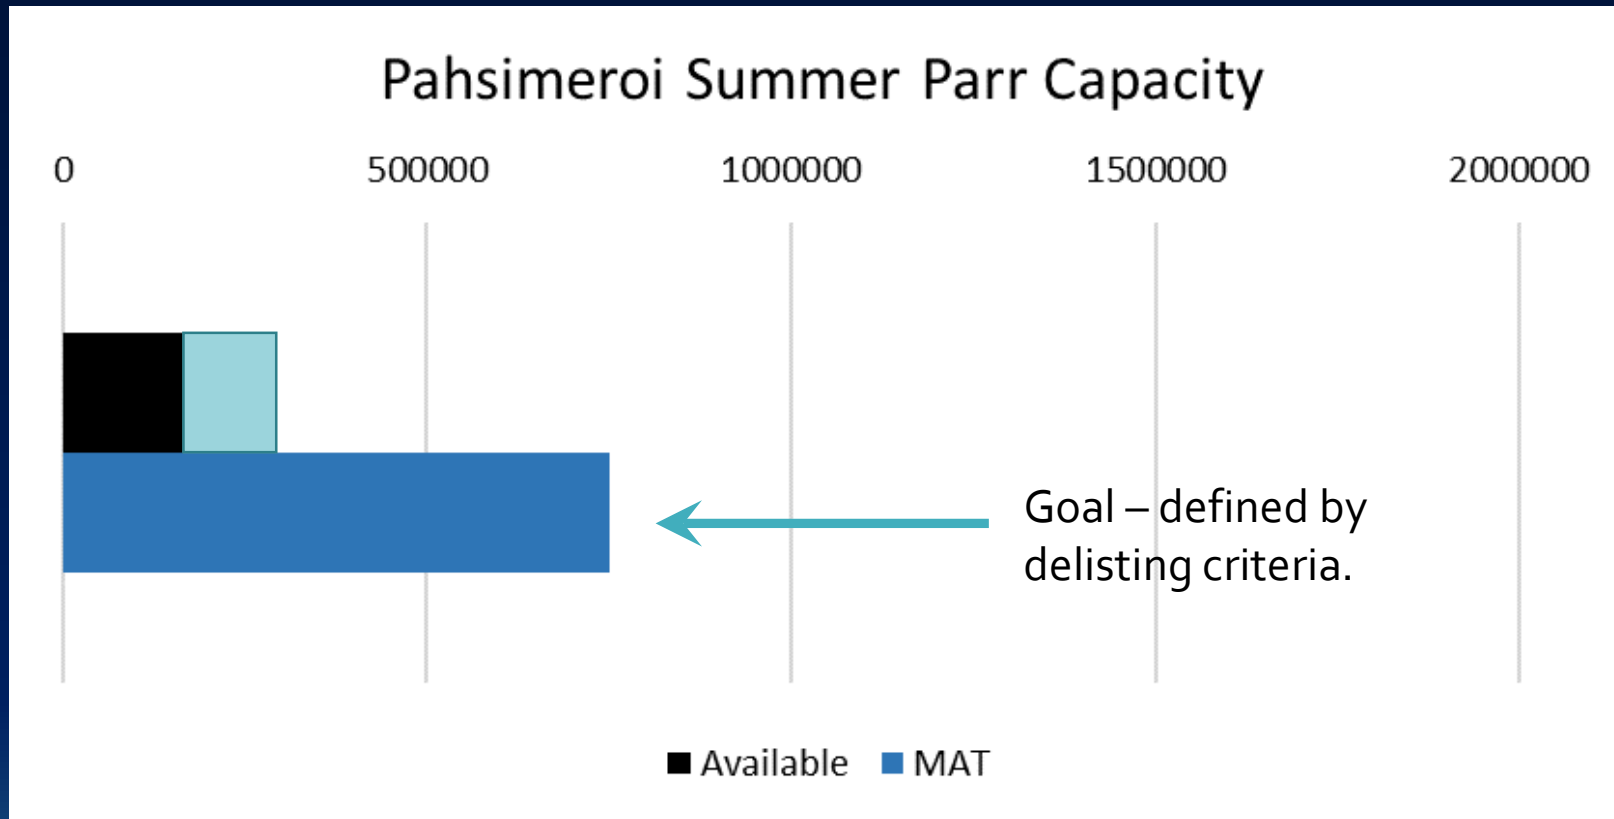 Pahsimeroi Summer Parr Capacity
0 500000 1000000 1500000 2000000
Goal – defined by
delisting criteria.
Available MAT